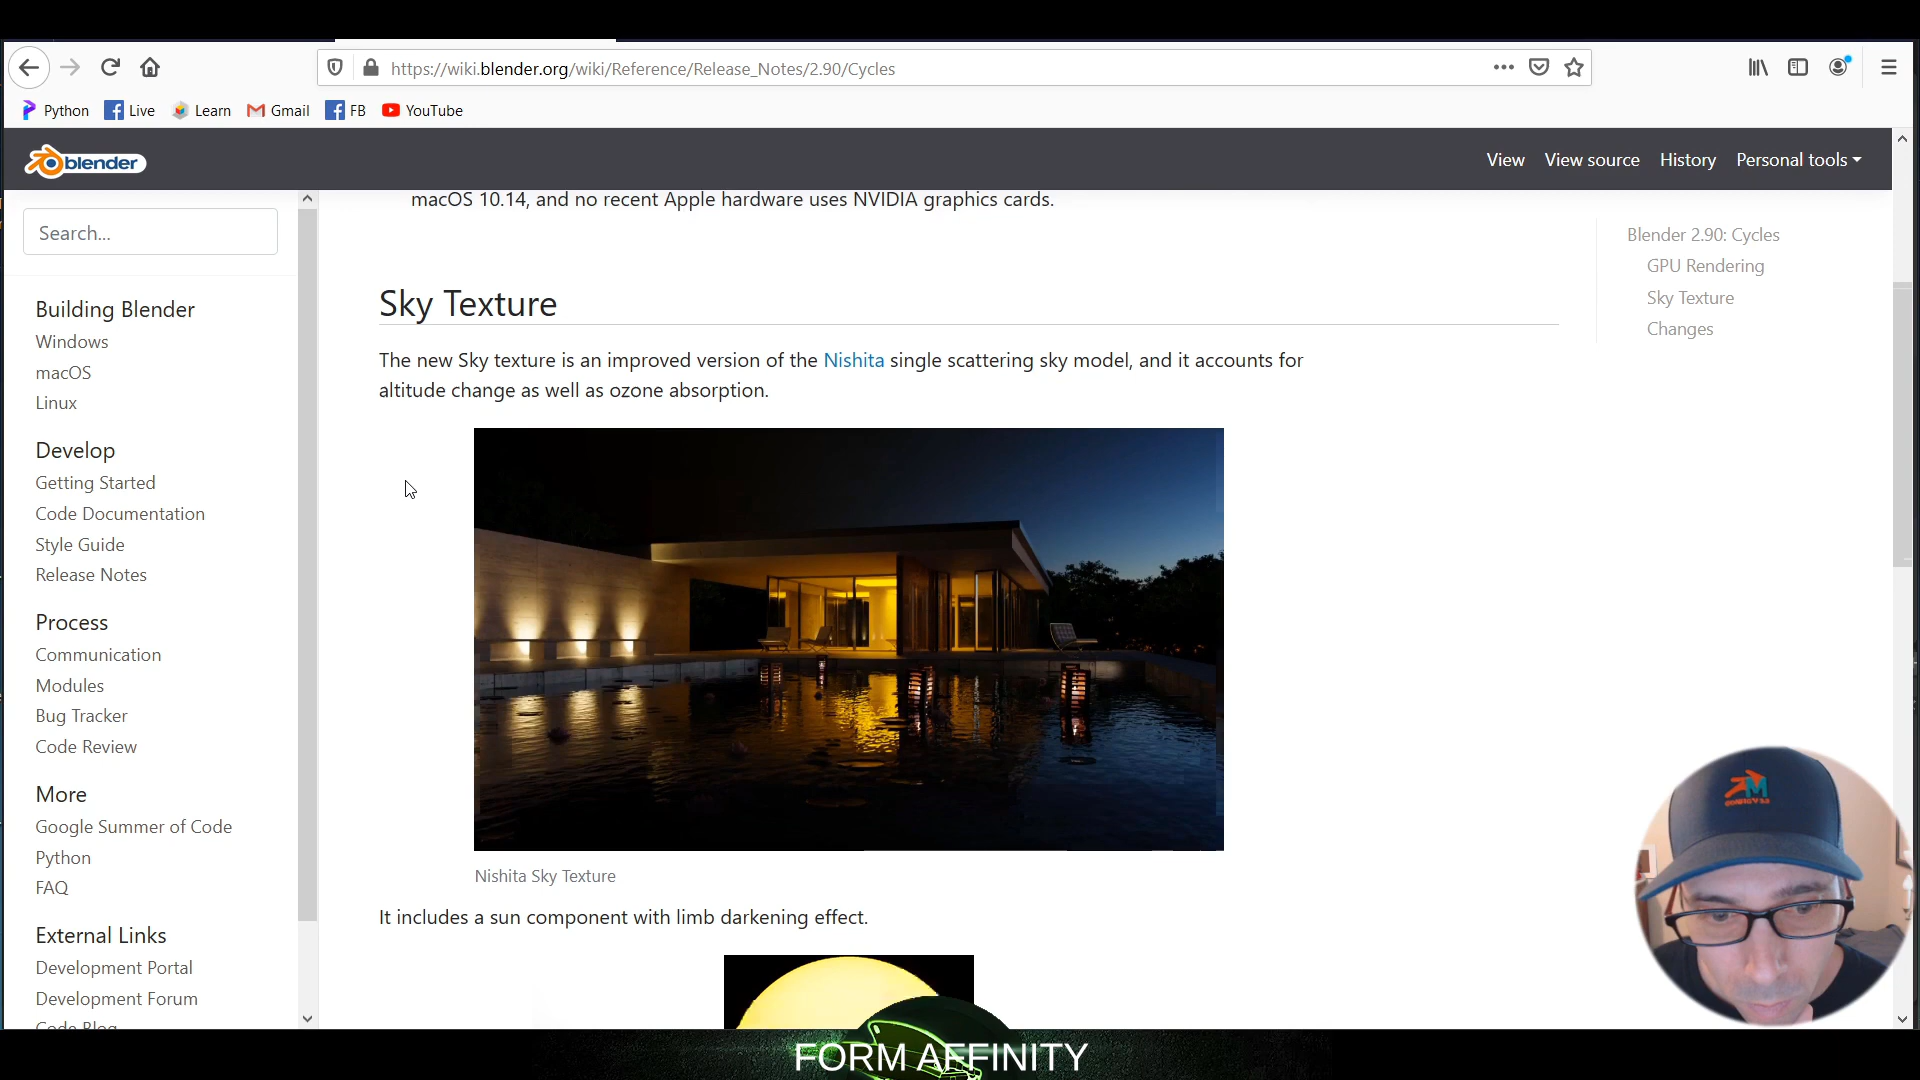 https://wiki.blender.org/wiki/Reference/Release_Notes/2.90/Cycles
Python
Live
Learn
Gmail
FB
YouTube
blender
View
View source
History
Personal tools
macOS 10.14, and no recent Apple hardware uses NVIDIA graphics cards.
Search...
Building Blender
Windows
macOS
Linux
Develop
Getting Started
Code Documentation
Style Guide
Release Notes
Process
Communication
Modules
Bug Tracker
Code Review
More
Google Summer of Code
Python
FAQ
External Links
Development Portal
Development Forum
Code Blog
Sky Texture
The new Sky texture is an improved version of the Nishita single scattering sky model, and it accounts for
altitude change as well as ozone absorption.
Nishita Sky Texture
It includes a sun component with limb darkening effect.
Blender 2.90: Cycles
GPU Rendering
Sky Texture
Changes
FORM AFFINITY